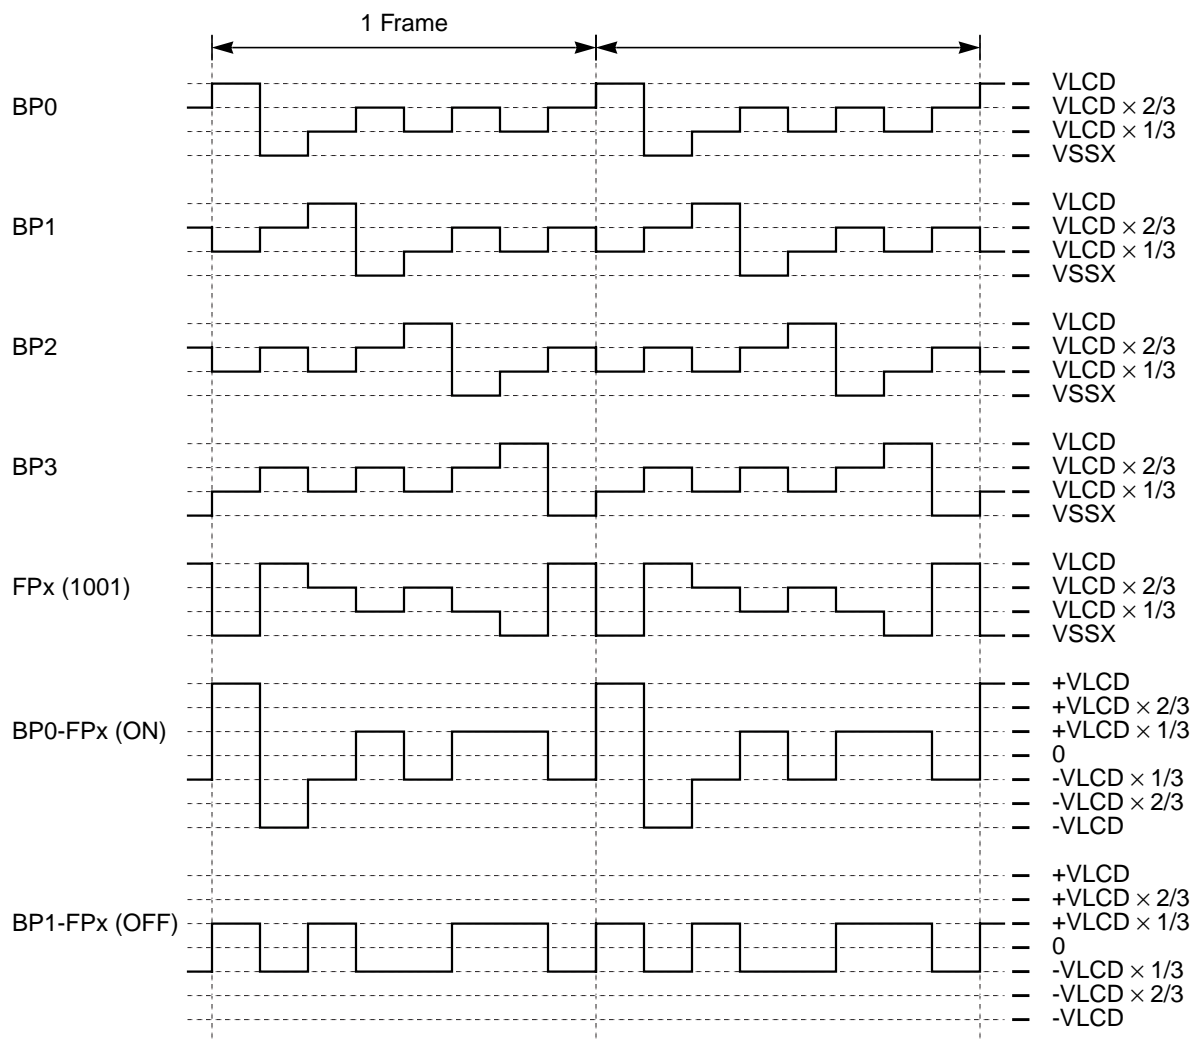 1 Frame
BP0
VLCD
VLCD × 2/3
VLCD × 1/3
VSSX
BP1
VLCD
VLCD × 2/3
VLCD × 1/3
VSSX
BP2
VLCD
VLCD × 2/3
VLCD × 1/3
VSSX
BP3
VLCD
VLCD × 2/3
VLCD × 1/3
VSSX
FPx (1001)
VLCD
VLCD × 2/3
VLCD × 1/3
VSSX
BP0-FPx (ON)
+VLCD
+VLCD × 2/3
+VLCD × 1/3
0
-VLCD × 1/3
-VLCD × 2/3
-VLCD
BP1-FPx (OFF)
+VLCD
+VLCD × 2/3
+VLCD × 1/3
0
-VLCD × 1/3
-VLCD × 2/3
-VLCD